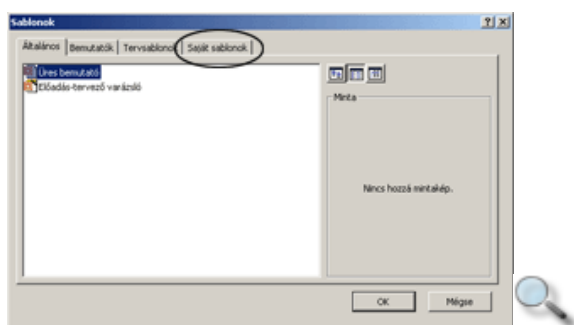 Sablonok
Általános Bemutatók Tervsablonok Saját sablonok
Üres bemutató
Előadás-tervező varázsló
Minta
Nincs hozzá mintakép.
OK Mégse